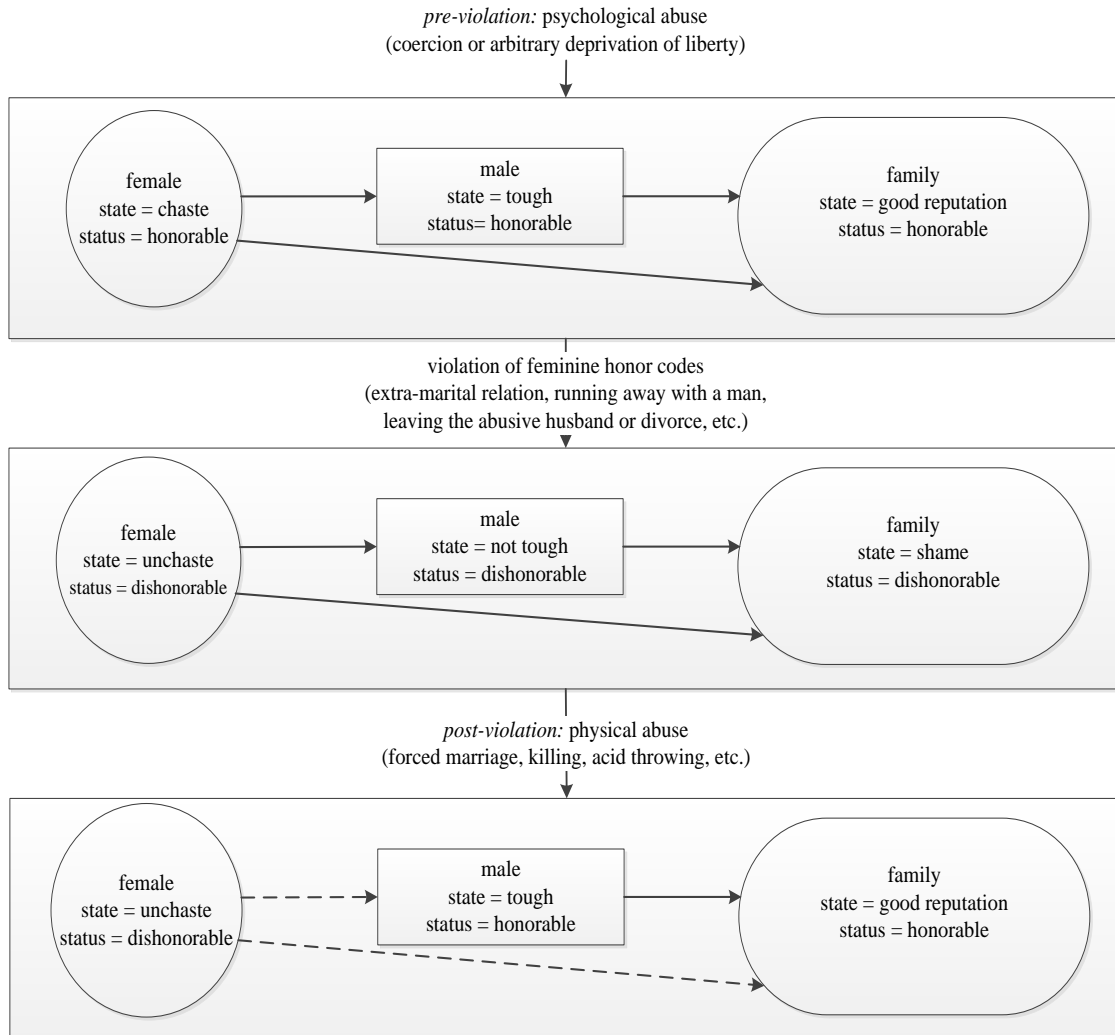 pre-violation: psychological abuse
(coercion or arbitrary deprivation of liberty)
female
state = chaste
status = honorable
male
state = tough
status= honorable
family
state = good reputation
status = honorable
violation of feminine honor codes
(extra-marital relation, running away with a man,
leaving the abusive husband or divorce, etc.)
female
state = unchaste
status = dishonorable
male
state = not tough
status = dishonorable
family
state = shame
status = dishonorable
post-violation: physical abuse
(forced marriage, killing, acid throwing, etc.)
female
state = unchaste
status = dishonorable
male
state = tough
status = honorable
family
state = good reputation
status = honorable